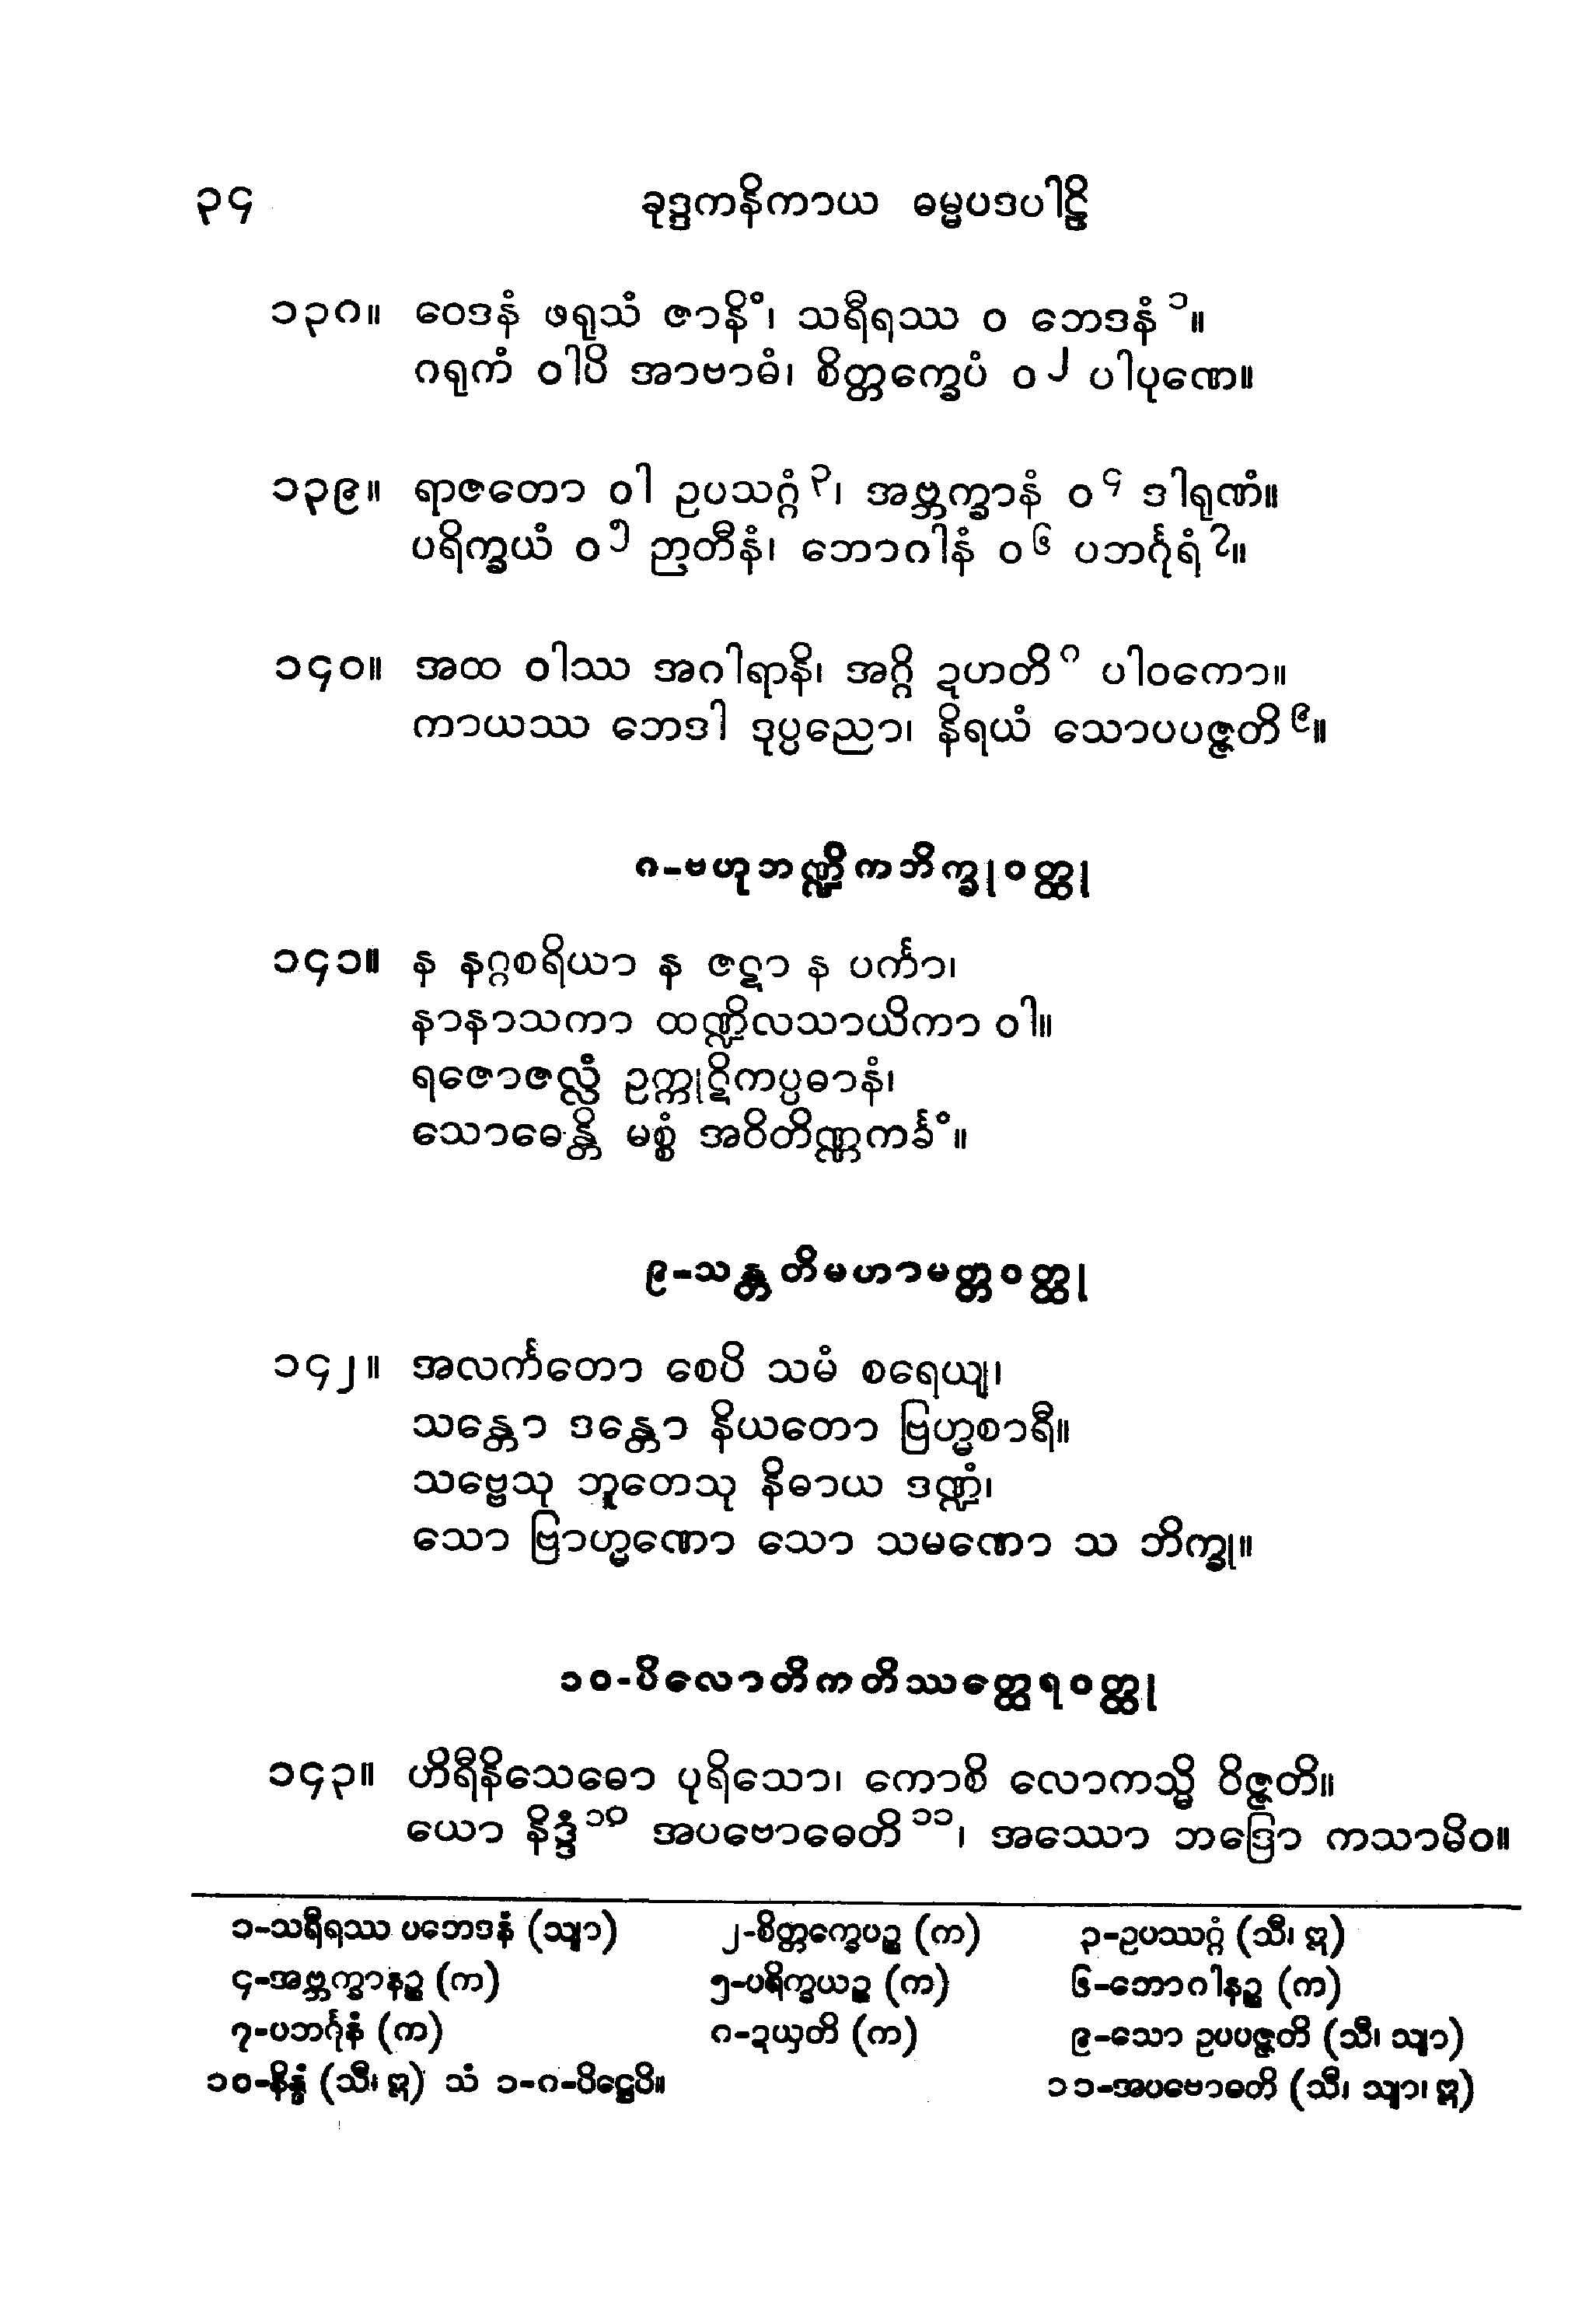 ၃၄ ခုဒ္ဒကနိကာယ ဓမ္မပဒပါဠိ
၁၃၈။ ဝေဒနံ ဖရုသံ ဇာနိံ၊ သရီရဿ ဝ ဘေဒနံ၁။
ဂရုကံ ဝါပိ အာဗာဓံ၊ စိတ္တက္ခေပံ ဝ၂ ပါပုဏေ။
၁၃၉။ ရာဇတော ဝါ ဥပသဂ္ဂံ၃၊ အဗ္ဘက္ခာနံ ဝ၄ ဒါရုဏံ။
ပရိက္ခယံ ဝ၅ ဉာတီနံ၊ ဘောဂါနံ ဝ၆ ပဘင်္ဂုရံ၇။
၁၄၀။ အထ ဝါဿ အဂါရာနိ၊ အဂ္ဂိ ဍဟတိ၈ ပါဝကော။
ကာယဿ ဘေဒါ ဒုပ္ပညော၊ နိရယံ သောပပဇ္ဇတိ၉။
၈-ဗဟုဘဏ္ဍိကဘိက္ခုဝတ္ထု
၁၄၁။ န နဂ္ဂစရိယာ န ဇဋာ န ပင်္ကာ၊
နာနာသကာ ထဏ္ဍိလသာယိကာ ဝါ။
ရဇောဇလ္လံ ဥက္ကုဋိကပ္ပဓာနံ၊
သောဓေန္တိ မစ္စံ အဝိတိဏ္ဏကင်္ခံ။
၉-သန္တတိမဟာမတ္တဝတ္ထု
၁၄၂။ အလင်္ကတော စေပိ သမံ စရေယျ၊
သန္တော ဒန္တော နိယတော ဗြဟ္မစာရီ။
သဗ္ဗေသု ဘူတေသု နိဓာယ ဒဏ္ဍံ၊
သော ဗြာဟ္မဏော သော သမဏော သ ဘိက္ခု။
၁၀-ပိလောတိကတိဿတ္ထေရဝတ္ထု
၁၄၃။ ဟိရီနိသေဓော ပုရိသော၊ ကောစိ လောကသ္မိ ဝိဇ္ဇတိ။
ယော နိဒ္ဒံ၁၀ အပဗောဓေတိ၁၁၊ အဿော ဘဒြော ကသာမိဝ။
၁-သရီရဿ ပဘေဒနံ (သျာ) ၂-စိတ္တက္ခေပဉ္စ (က) ၃-ဥပဿဂ္ဂံ (သီ၊ ဣ)
၄-အဗ္ဘက္ခာနဉ္စ (က) ၅-ပရိက္ခယဉ္စ (က) ၆-ဘောဂါနဉ္စ (က)
၇-ပဘင်္ဂုနံ (က) ၈-ဍယှတိ (က) ၉-သော ဥပပဇ္ဇတိ (သီ၊ သျာ)
၁၀-နိန္ဒံ (သီ၊ ဣ) သံ ၁-၈-ပိဋ္ဌေပိ။ ၁၁-အပဗောဓတိ (သီ၊ သျာ၊ ဣ)